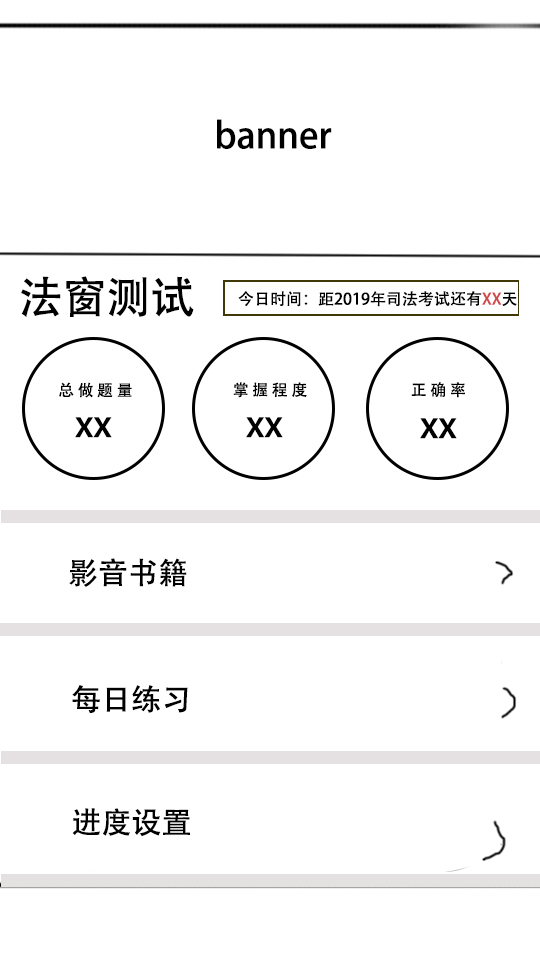 banner
法窗测试
今日时间：距2019年司法考试还有XX天
总做题量
XX
掌握程度
XX
正确率
XX
影音书籍
每日练习
进度设置